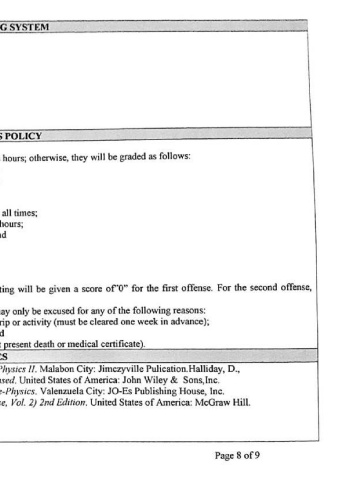 G SYSTEM
S POLICY
hours; otherwise, they will be graded as follows:
all times;
hours;
nd
ting will be given a score of"0" for the first offense. For the second offense,
ay only be excused for any of the following reasons:
rip or activity (must be cleared one week in advance);
d
t present death or medical certificate).
ES
Physics II. Malabon City: Jimczyville Pulication.Halliday, D.,
sed. United States of America: John Wiley & Sons,Inc.
e-Physics. Valenzuela City: JO-Es Publishing House, Inc.
e, Vol. 2) 2nd Edition. United States of America: McGraw Hill.
Page 8 of 9